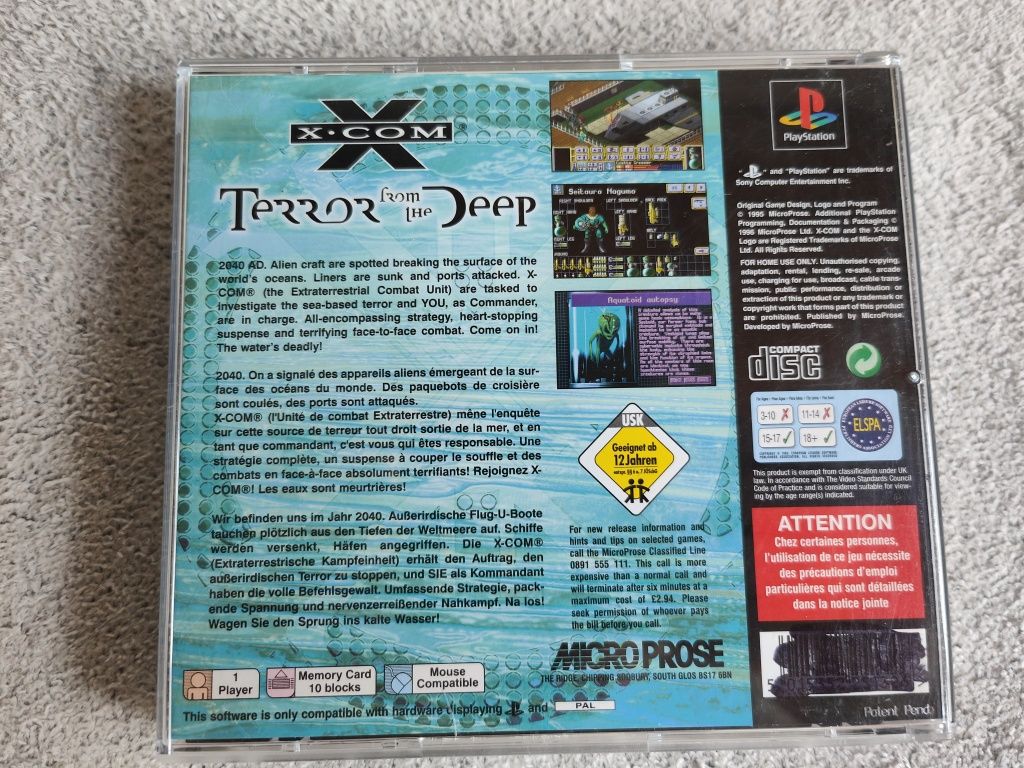 X·COM®
TERROR from the DEEP
2040 AD. Alien craft are spotted breaking the surface of the
world's oceans. Liners are sunk and ports attacked. X-
COM® (the Extraterrestrial Combat Unit) are tasked to
investigate the sea-based terror and YOU, as Commander,
are in charge. All-encompassing strategy, heart-stopping
suspense and terrifying face-to-face combat. Come on in!
The water's deadly!
2040. On a signalé des appareils aliens émergeant de la sur-
face des océans du monde. Des paquebots de croisière
sont coulés, des ports sont attaqués.
X-COM® (l'Unité de combat Extraterrestre) mène l'enquête
sur cette source de terreur tout droit sortie de la mer, et en
tant que commandant, c'est vous qui êtes responsable. Une
stratégie complète, un suspense à couper le souffle et des
combats en face-à-face absolument terrifiants! Rejoignez X-
COM®! Les eaux sont meurtrières!
Wir befinden uns im Jahr 2040. Außerirdische Flug-U-Boote
tauchen plötzlich aus den Tiefen der Weltmeere auf. Schiffe
werden versenkt, Häfen angegriffen. Die X-COM®
(Extraterrestrische Kampfeinheit) erhält den Auftrag, den
außerirdischen Terror zu stoppen, und SIE als Kommandant
haben die volle Befehlsgewalt. Umfassende Strategie, pack-
ende Spannung und nervenzerreißender Nahkampf. Na los!
Wagen Sie den Sprung ins kalte Wasser!
1
Player
Memory Card
10 blocks
Mouse
Compatible
This software is only compatible with hardware displaying and PAL
Seitaura Nagumo
RIGHT SHOULDER
LEFT SHOULDER
BACK PACK
RIGHT HAND
LEFT HAND
RIGHT LEG
LEFT LEG
BELT
GROUND
Aquatoid autopsy
USK
Geeignet ab
12 Jahren
For new release information and
hints and tips on selected games,
call the MicroProse Classified Line
0891 555 111. This call is more
expensive than a normal call and
will terminate after six minutes at a
maximum cost of £2.94. Please
seek permission of whoever pays
the bill before you call.
MICROPROSE
THE RIDGE, CHIPPING SODBURY, SOUTH GLOS BS17 6BN
PlayStation
" " and "PlayStation" are trademarks of
Sony Computer Entertainment Inc.
Original Game Design, Logo and Program
© 1995 MicroProse. Additional PlayStation
Programming, Documentation & Packaging ©
1996 MicroProse Ltd. X-COM and the X-COM
Logo are Registered Trademarks of MicroProse
Ltd. All Rights Reserved.
FOR HOME USE ONLY. Unauthorised copying,
adaptation, rental, lending, re-sale, arcade
use, charging for use, broadcast, cable trans-
mission, public performance, distribution or
extraction of this product or any trademark or
copyright work that forms part of this product
are prohibited. Published by MicroProse.
Developed by MicroProse.
COMPACT
disc
3-10 ✗ 11-14 ✗
15-17 ✓ 18+ ✓
ELSPA
This product is exempt from classification under UK
law. In accordance with The Video Standards Council
Code of Practice and is considered suitable for view-
ing by the age range(s) indicated.
ATTENTION
Chez certaines personnes,
l'utilisation de ce jeu nécessite
des précautions d'emploi
particulières qui sont détaillées
dans la notice jointe
Patent Pend.